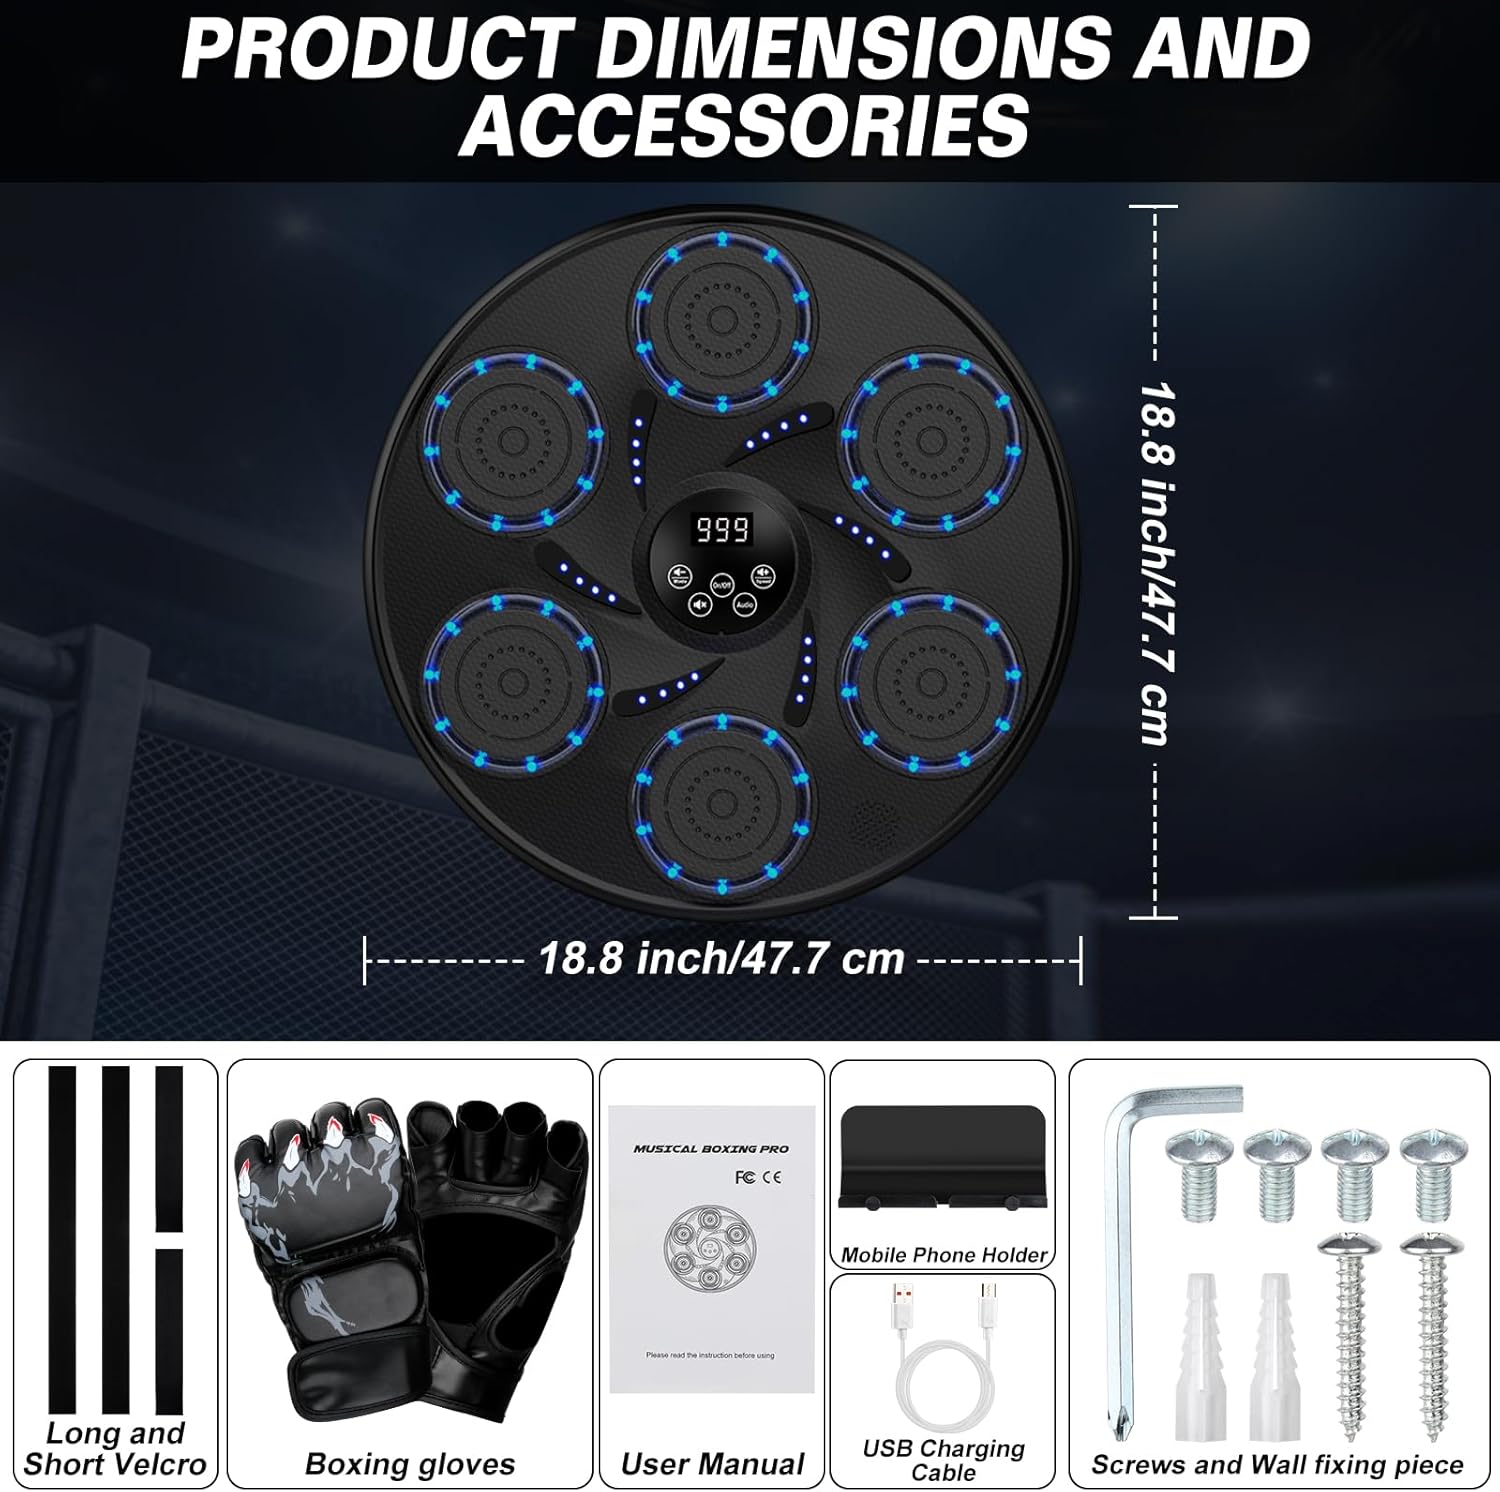 PRODUCT DIMENSIONS AND
ACCESSORIES
999
Mode
On/Off
Speed
Audio
18.8 inch/47.7 cm
18.8 inch/47.7 cm
Long and
Short Velcro
Boxing gloves
MUSICAL BOXING PRO
FC CE
Please read the instruction before using
User Manual
Mobile Phone Holder
USB Charging
Cable
Screws and Wall fixing piece